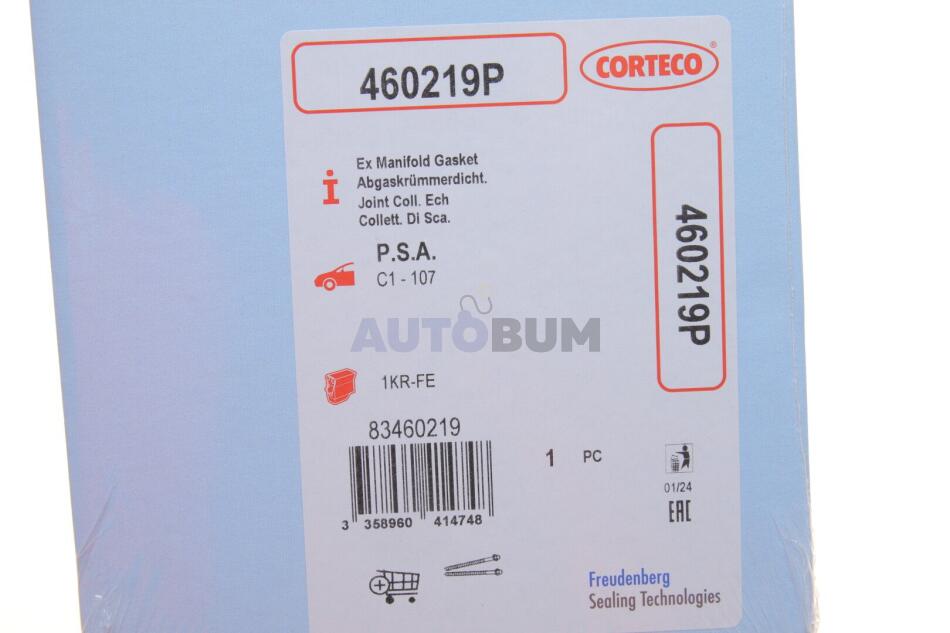 460219P
CORTECO®
Ex Manifold Gasket
Abgaskrümmerdicht.
Joint Coll. Ech
Collett. Di Sca.
460219P
P.S.A.
C1 - 107
AUTOBUM
1KR-FE
83460219
1 PC
3 358960 414748
01/24
EAC
Freudenberg
Sealing Technologies